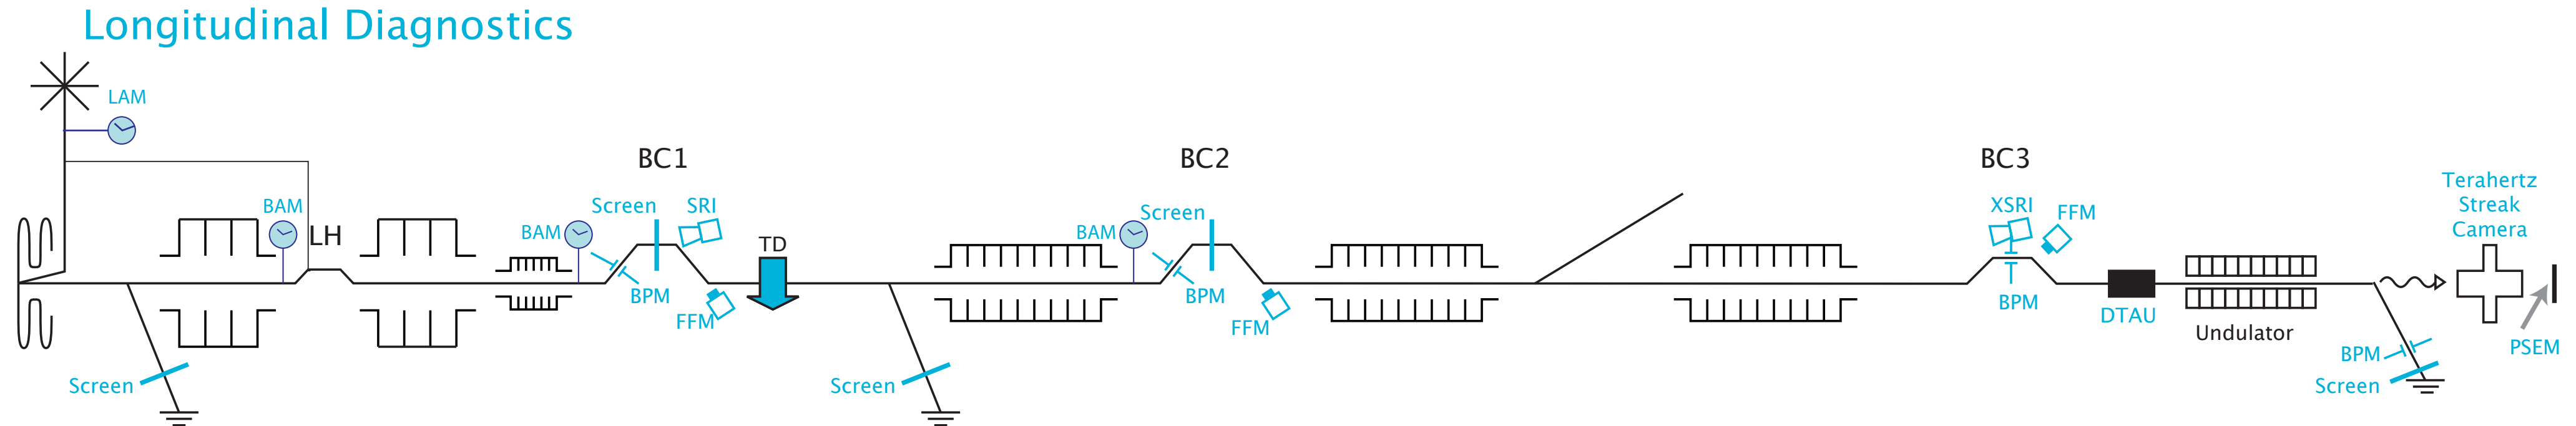 Longitudinal Diagnostics
LAM
BC1
BC2
BC3
BAM
LH
BAM
Screen
SRI
TD
BAM
Screen
XSRI
FFM
Terahertz
Streak
Camera
BPM
FFM
BPM
FFM
BPM
DTAU
Undulator
BPM
PSEM
Screen
Screen
Screen